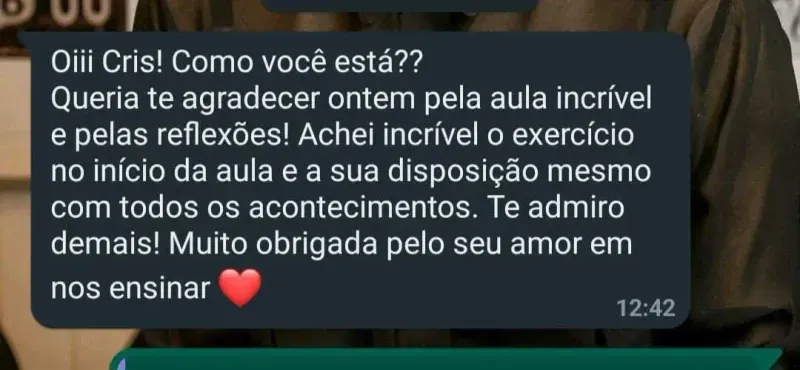 Oiii Cris! Como você está??
Queria te agradecer ontem pela aula incrível
e pelas reflexões! Achei incrível o exercício
no início da aula e a sua disposição mesmo
com todos os acontecimentos. Te admiro
demais! Muito obrigada pelo seu amor em
nos ensinar ❤️
12:42